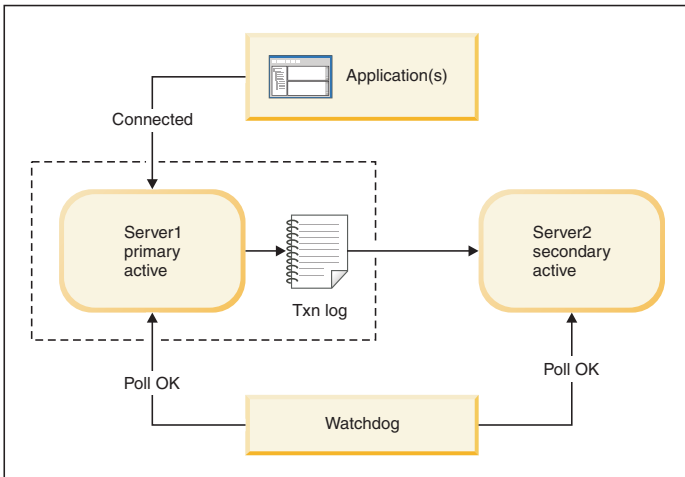 Application(s)
Connected
Server1
primary
active
Txn log
Server2
secondary
active
Poll OK
Poll OK
Watchdog